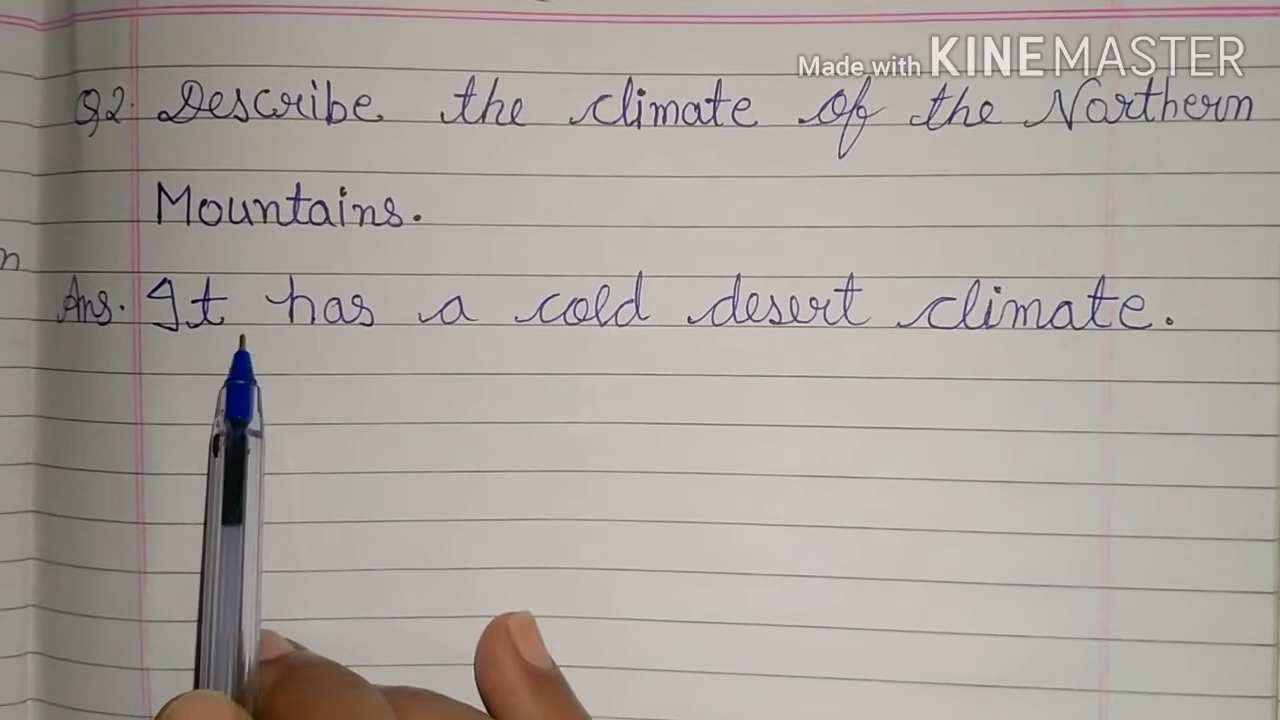 Made with KINEMASTER
Q2. Describe the climate of the Northern
Mountains.
n
Ans. It has a cold desert climate.